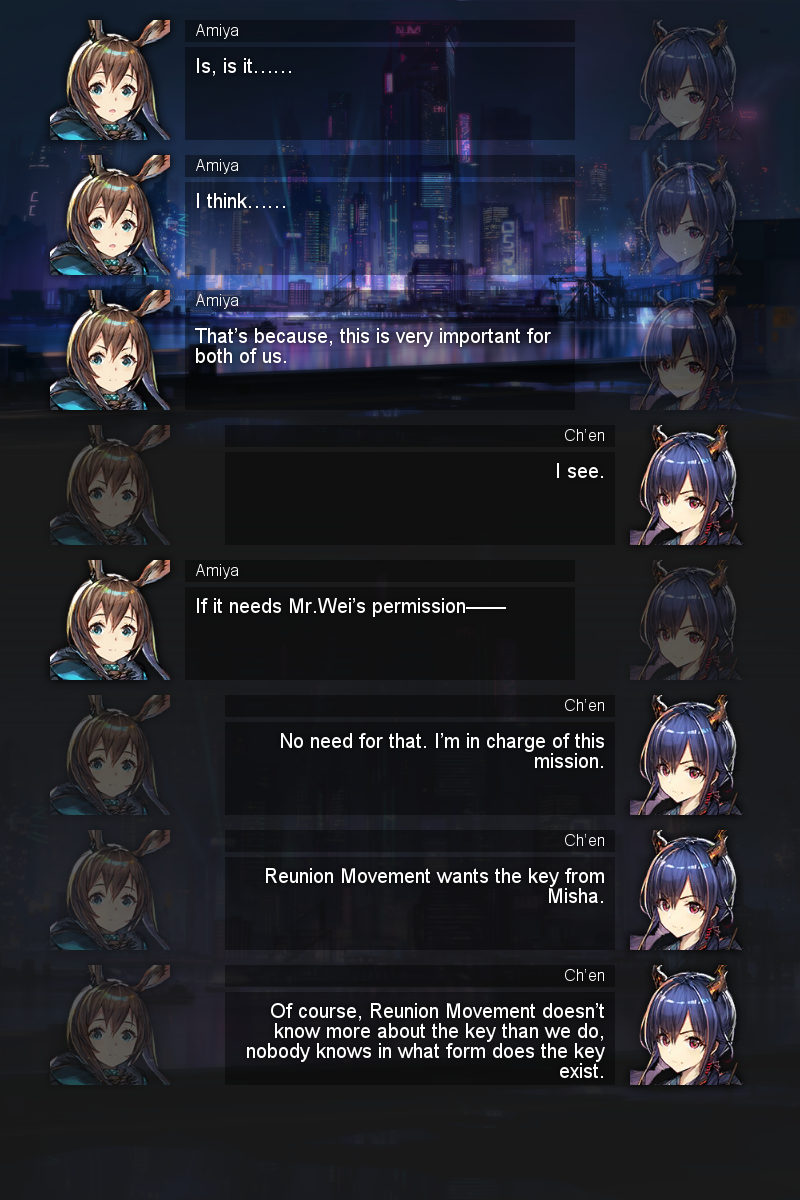 Amiya
Is, is it……
Amiya
I think……
Amiya
That's because, this is very important for
both of us.
Ch'en
I see.
Amiya
If it needs Mr.Wei's permission——
Ch'en
No need for that. I'm in charge of this
mission.
Ch'en
Reunion Movement wants the key from
Misha.
Ch'en
Of course, Reunion Movement doesn't
know more about the key than we do,
nobody knows in what form does the key
exist.